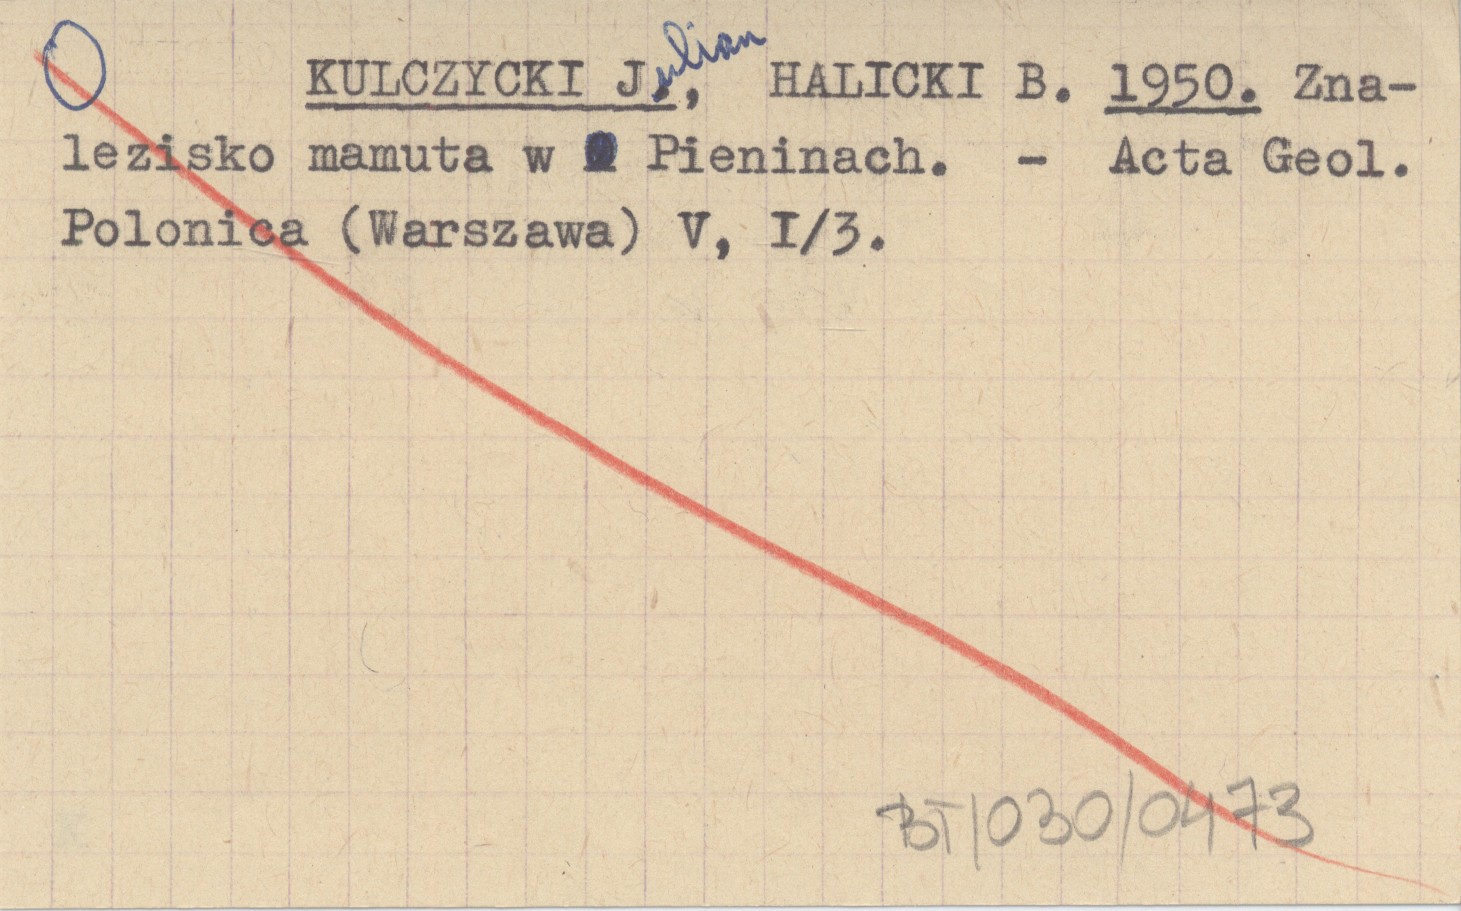 KULCZYCKI Julian, HALICKI B. 1950. Zna-
lezisko mamuta w Pieninach. - Acta Geol.
Polonica (Warszawa) V, I/3.
BT/030/0473